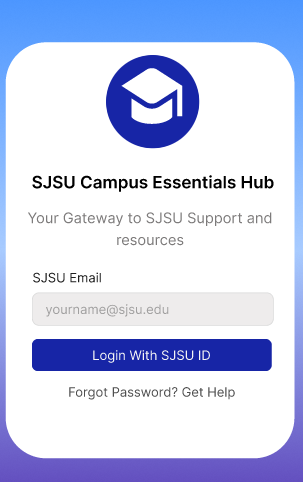 SJSU Campus Essentials Hub
Your Gateway to SJSU Support and
resources
SJSU Email
yourname@sjsu.edu
Login With SJSU ID
Forgot Password? Get Help